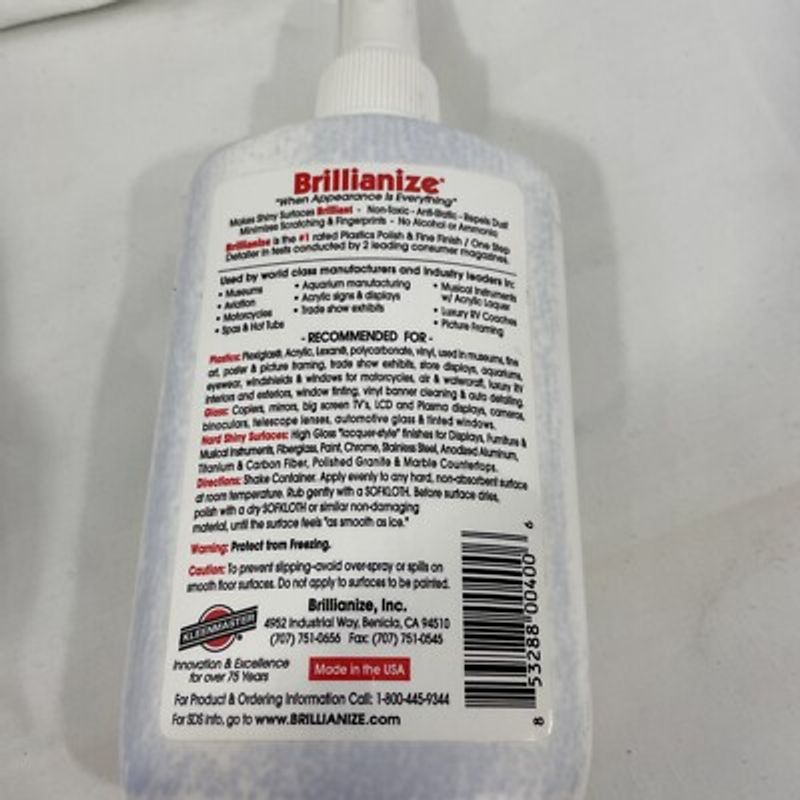 Brillianize®
"When Appearance is Everything"
Makes Shiny Surfaces Brilliant - Non-Toxic - Anti-Static - Repels Dust
Minimizes Scratching & Fingerprints - No Alcohol or Ammonia
Brillianize is the #1 rated Plastics Polish & Fine Finish / One Step
Detailer in tests conducted by 2 leading consumer magazines.
Used by world class manufacturers and industry leaders in:
• Museums
• Aviation
• Motorcycles
• Spas & Hot Tubs
• Aquarium manufacturing
• Acrylic signs & displays
• Trade show exhibits
• Musical Instruments
w/ Acrylic Laquer
• Luxury RV Coaches
• Picture Framing
- RECOMMENDED FOR -
Plastics: Plexiglas®, Acrylic, Lexan®, polycarbonate, vinyl, used in museums, fine
art, poster & picture framing, trade show exhibits, store displays, aquariums,
eyewear, windshields & windows for motorcycles, air & watercraft, luxury RV
interiors and exteriors, window tinting, vinyl banner cleaning & auto detailing.
Glass: Copiers, mirrors, big screen TV's, LCD and Plasma displays, cameras,
binoculars, telescope lenses, automotive glass & tinted windows.
Hard Shiny Surfaces: High Gloss "lacquer-style" finishes for Displays, Furniture &
Musical Instruments, Fiberglass, Paint, Chrome, Stainless Steel, Anodized Aluminum,
Titanium & Carbon Fiber, Polished Granite & Marble Countertops.
Directions: Shake Container. Apply evenly to any hard, non-absorbent surface
at room temperature. Rub gently with a SOFKLOTH. Before surface dries,
polish with a dry SOFKLOTH or similar non-damaging
material, until the surface feels "as smooth as ice."
Warning: Protect from Freezing.
Caution: To prevent slipping-avoid over-spray or spills on
smooth floor surfaces. Do not apply to surfaces to be painted.
KLEENMASTER®
Innovation & Excellence
for over 75 Years
Brillianize, Inc.
4952 Industrial Way, Benicia, CA 94510
(707) 751-0656 Fax: (707) 751-0545
Made in the USA
For Product & Ordering Information Call: 1-800-445-9344
For SDS info, go to www.BRILLIANIZE.com
8 53288 00400 6